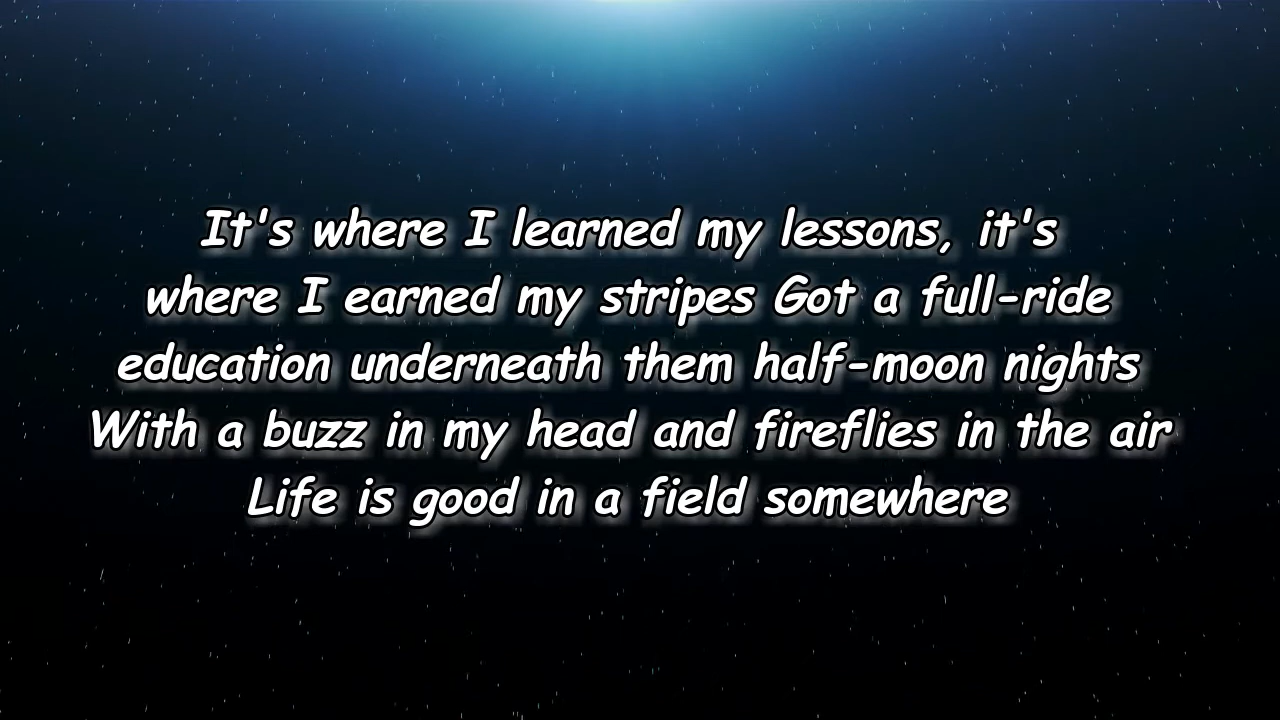 It's where I learned my lessons, it's
where I earned my stripes Got a full-ride
education underneath them half-moon nights
With a buzz in my head and fireflies in the air
Life is good in a field somewhere